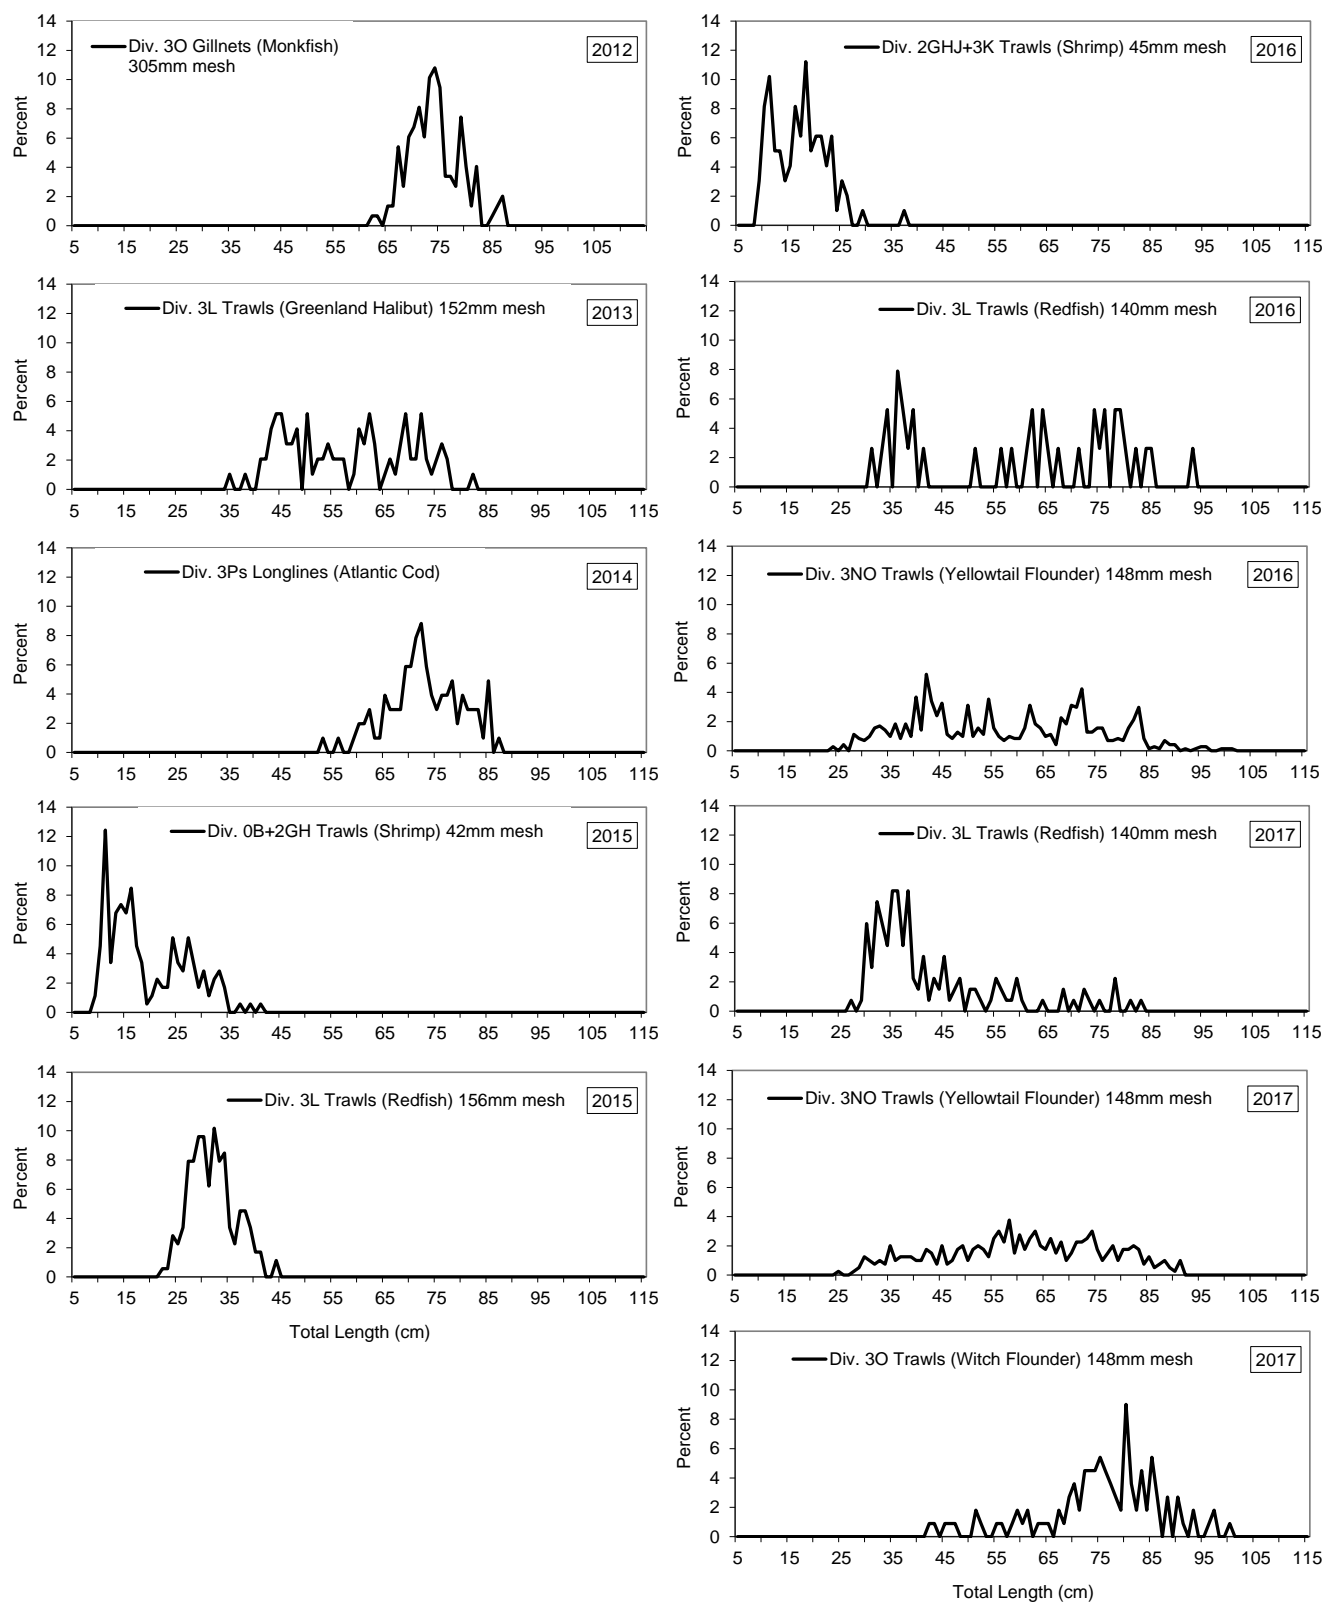 14
12
10
8
6
4
2
0
Percent
Div. 3O Gillnets (Monkfish)
305mm mesh
2012
5 15 25 35 45 55 65 75 85 95 105
14
12
10
8
6
4
2
0
Percent
Div. 3L Trawls (Greenland Halibut) 152mm mesh
2013
5 15 25 35 45 55 65 75 85 95 105 115
14
12
10
8
6
4
2
0
Percent
Div. 3Ps Longlines (Atlantic Cod)
2014
5 15 25 35 45 55 65 75 85 95 105 115
14
12
10
8
6
4
2
0
Percent
Div. 0B+2GH Trawls (Shrimp) 42mm mesh
2015
5 15 25 35 45 55 65 75 85 95 105 115
14
12
10
8
6
4
2
0
Percent
Div. 3L Trawls (Redfish) 156mm mesh
2015
5 15 25 35 45 55 65 75 85 95 105 115
Total Length (cm)
14
12
10
8
6
4
2
0
Percent
Div. 2GHJ+3K Trawls (Shrimp) 45mm mesh
2016
5 15 25 35 45 55 65 75 85 95 105 115
14
12
10
8
6
4
2
0
Percent
Div. 3L Trawls (Redfish) 140mm mesh
2016
5 15 25 35 45 55 65 75 85 95 105 115
14
12
10
8
6
4
2
0
Percent
Div. 3NO Trawls (Yellowtail Flounder) 148mm mesh
2016
5 15 25 35 45 55 65 75 85 95 105 115
14
12
10
8
6
4
2
0
Percent
Div. 3L Trawls (Redfish) 140mm mesh
2017
5 15 25 35 45 55 65 75 85 95 105 115
14
12
10
8
6
4
2
0
Percent
Div. 3NO Trawls (Yellowtail Flounder) 148mm mesh
2017
5 15 25 35 45 55 65 75 85 95 105 115
14
12
10
8
6
4
2
0
Percent
Div. 3O Trawls (Witch Flounder) 148mm mesh
2017
5 15 25 35 45 55 65 75 85 95 105 115
Total Length (cm)